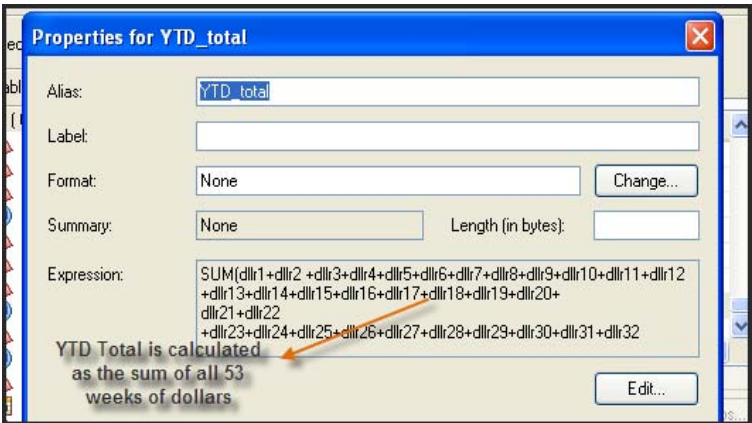 Properties for YTD_total
Alias: YTD_total
Label:
Format: None Change...
Summary: None Length (in bytes):
Expression: SUM(dllr1+dllr2 +dllr3+dllr4+dllr5+dllr6+dllr7+dllr8+dllr9+dllr10+dllr11+dllr12
+dllr13+dllr14+dllr15+dllr16+dllr17+dllr18+dllr19+dllr20+
dllr21+dllr22
+dllr23+dllr24+dllr25+dllr26+dllr27+dllr28+dllr29+dllr30+dllr31+dllr32
YTD Total is calculated
as the sum of all 53
weeks of dollars
Edit...